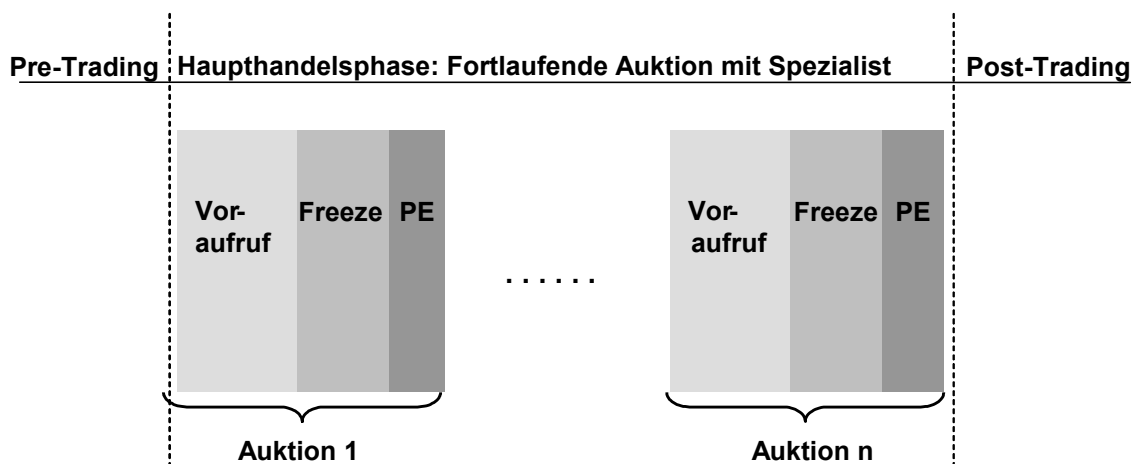 Pre-Trading Haupthandelsphase: Fortlaufende Auktion mit Spezialist Post-Trading
Vor-
aufruf
Freeze
PE
......
Vor-
aufruf
Freeze
PE
Auktion 1
Auktion n